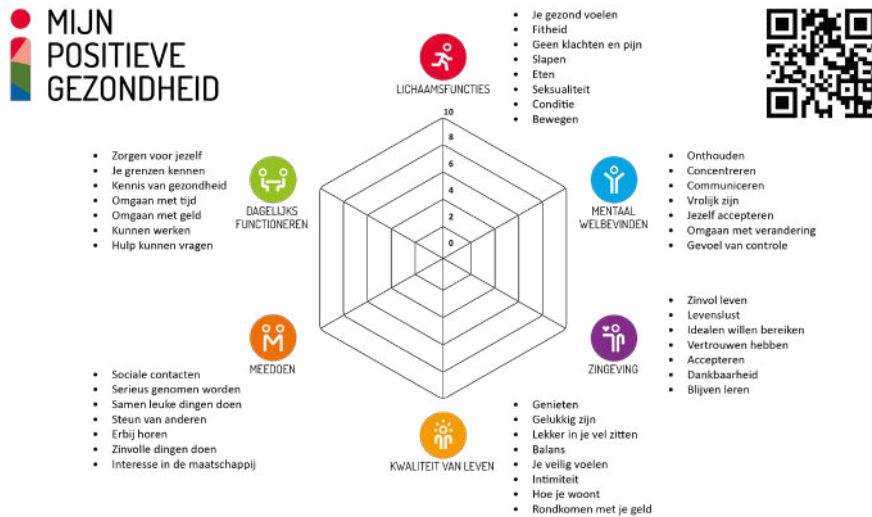 MIJN
POSITIEVE
GEZONDHEID
• Je gezond voelen
• Fitheid
• Geen klachten en pijn
• Slapen
• Eten
• Seksualiteit
• Conditie
• Bewegen
LICHAAMSFUNCTIES
10
8
6
4
2
0
• Zorgen voor jezelf
• Je grenzen kennen
• Kennis van gezondheid
• Omgaan met tijd
• Omgaan met geld
• Kunnen werken
• Hulp kunnen vragen
DAGELIJKS
FUNCTIONEREN
MENTAAL
WELBEVINDEN
• Onthouden
• Concentreren
• Communiceren
• Vrolijk zijn
• Jezelf accepteren
• Omgaan met verandering
• Gevoel van controle
MEEDOEN
• Sociale contacten
• Serieus genomen worden
• Samen leuke dingen doen
• Steun van anderen
• Erbij horen
• Zinvolle dingen doen
• Interesse in de maatschappij
ZINGEVING
• Zinvol leven
• Levenslust
• Idealen willen bereiken
• Vertrouwen hebben
• Accepteren
• Dankbaarheid
• Blijven leren
KWALITEIT VAN LEVEN
• Genieten
• Gelukkig zijn
• Lekker in je vel zitten
• Balans
• Je veilig voelen
• Intimiteit
• Hoe je woont
• Rondkomen met je geld